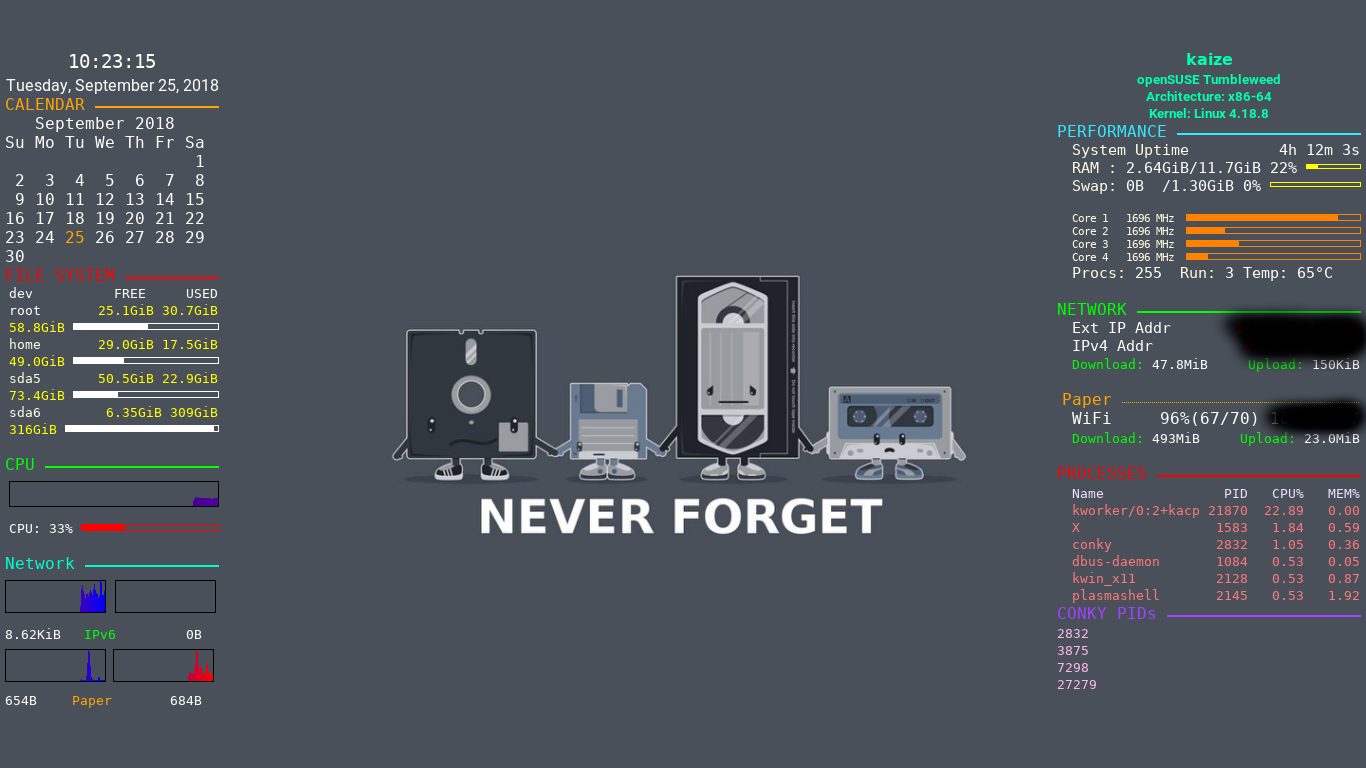 10:23:15
Tuesday, September 25, 2018
CALENDAR
September 2018
Su Mo Tu We Th Fr Sa
1
2 3 4 5 6 7 8
9 10 11 12 13 14 15
16 17 18 19 20 21 22
23 24 25 26 27 28 29
30
FILE SYSTEM
dev FREE USED
root 25.1GiB 30.7GiB
58.8GiB
home 29.0GiB 17.5GiB
49.0GiB
sda5 50.5GiB 22.9GiB
73.4GiB
sda6 6.35GiB 309GiB
316GiB
CPU
CPU: 33%
Network
8.62KiB IPv6 0B
654B Paper 684B
A
NEVER FORGET
kaize
openSUSE Tumbleweed
Architecture: x86-64
Kernel: Linux 4.18.8
PERFORMANCE
System Uptime 4h 12m 3s
RAM : 2.64GiB/11.7GiB 22%
Swap: 0B /1.30GiB 0%
Core 1 1696 MHz
Core 2 1696 MHz
Core 3 1696 MHz
Core 4 1696 MHz
Procs: 255 Run: 3 Temp: 65°C
NETWORK
Ext IP Addr
IPv4 Addr
Download: 47.8MiB Upload: 150KiB
Paper
WiFi 96%(67/70)
Download: 493MiB Upload: 23.0MiB
PROCESSES
Name PID CPU% MEM%
kworker/0:2+kacp 21870 22.89 0.00
X 1583 1.84 0.59
conky 2832 1.05 0.36
dbus-daemon 1084 0.53 0.05
kwin_x11 2128 0.53 0.87
plasmashell 2145 0.53 1.92
CONKY PIDs
2832
3875
7298
27279